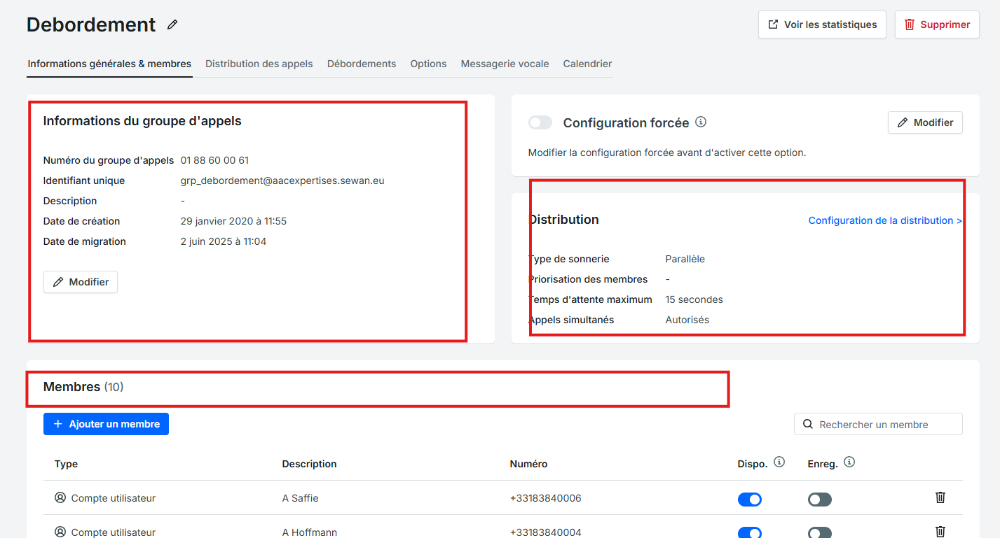 Debordement
Voir les statistiques
Supprimer
Informations générales & membres
Distribution des appels
Débordements
Options
Messagerie vocale
Calendrier
Informations du groupe d'appels
Numéro du groupe d'appels 01 88 60 00 61
Identifiant unique grp_debordement@aacexpertises.sewan.eu
Description -
Date de création 29 janvier 2020 à 11:55
Date de migration 2 juin 2025 à 11:04
Modifier
Configuration forcée
Modifier
Modifier la configuration forcée avant d'activer cette option.
Distribution
Configuration de la distribution >
Type de sonnerie Parallèle
Priorisation des membres -
Temps d'attente maximum 15 secondes
Appels simultanés Autorisés
Membres (10)
+ Ajouter un membre
Rechercher un membre
Type Description Numéro Dispo. Enreg.
Compte utilisateur A Saffie +33183840006
Compte utilisateur A Hoffmann +33183840004